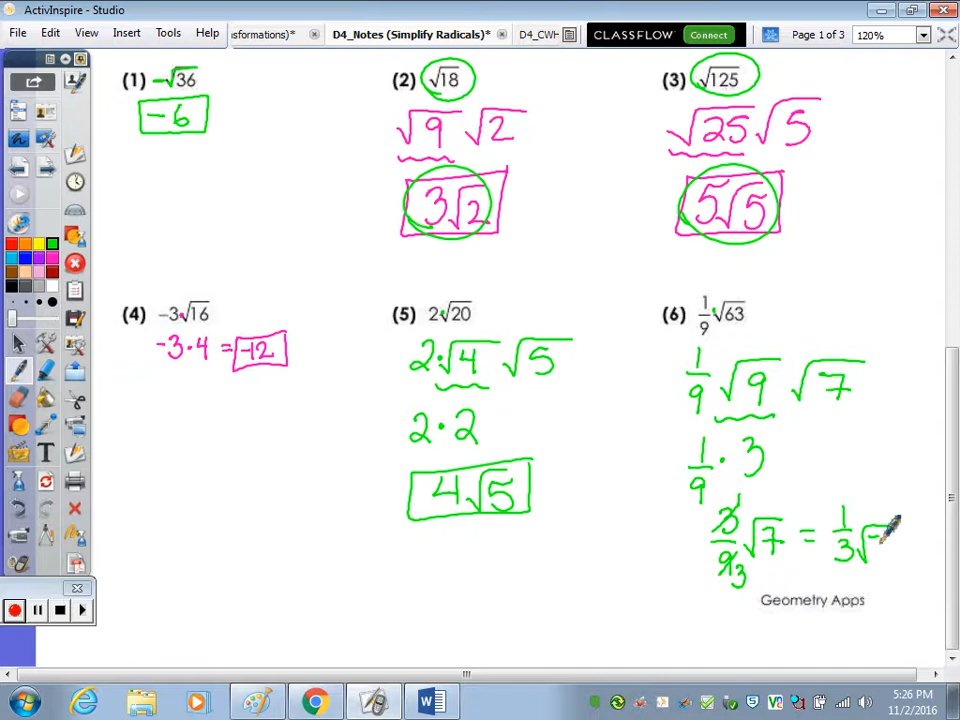 ActivInspire - Studio
File Edit View Insert Tools Help
sformations)* D4_Notes (Simplify Radicals)* D4_CWH CLASSFLOW Connect Page 1 of 3 120%
(1) -√36
-6
(2) √18
√9 √2
3√2
(3) √125
√25 √5
5√5
(4) -3·√16
-3·4 = -12
(5) 2·√20
2·√4 √5
2·2
4√5
(6) 1/9·√63
1/9 √9 √7
1/9 · 3
3/9 √7 = 1/3 √
1
3
Geometry Apps
5:26 PM
11/2/2016